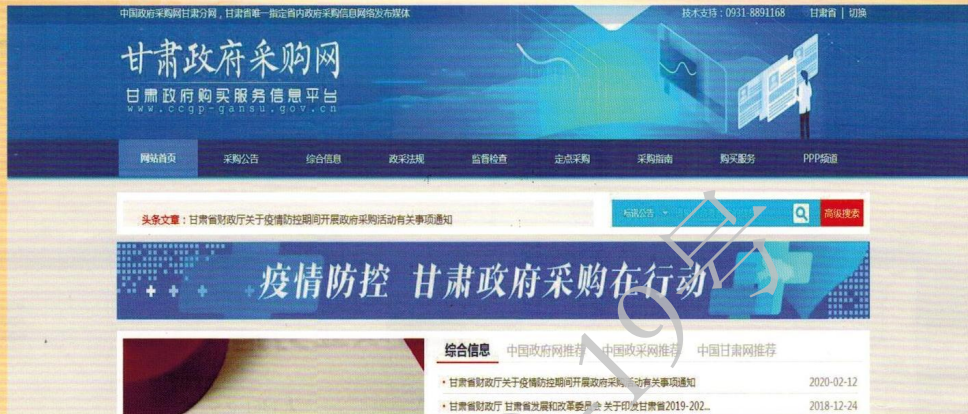 中国政府采购网甘肃分网，甘肃省唯一指定省内政府采购信息网络发布媒体
技术支持：0931-8891168 甘肃省 | 切换
甘肃政府采购网
甘肃政府购买服务信息平台
www.ccgp-gansu.gov.cn
网站首页 采购公告 综合信息 政采法规 监督检查 定点采购 采购指南 购买服务 PPP频道
头条文章：甘肃省财政厅关于疫情防控期间开展政府采购活动有关事项通知
标讯公告 高级搜索
疫情防控 甘肃政府采购在行动
综合信息 中国政府网推荐 中国政采网推荐 中国甘肃网推荐
• 甘肃省财政厅关于疫情防控期间开展政府采购活动有关事项通知 2020-02-12
• 甘肃省财政厅 甘肃省发展和改革委员会 关于印发甘肃省2019-202... 2018-12-24
19号